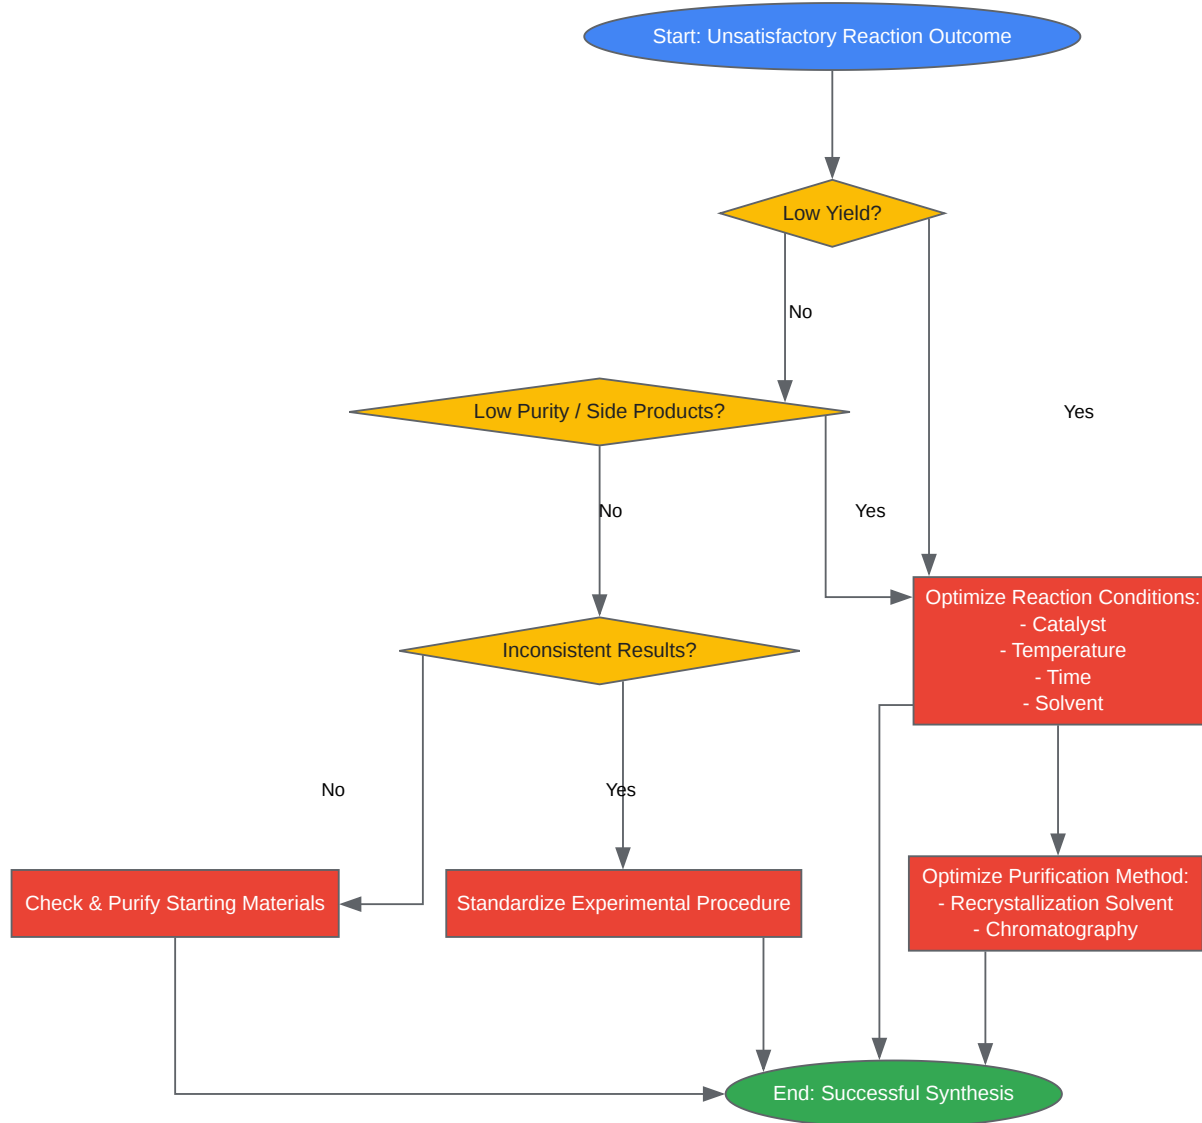 Start: Unsatisfactory Reaction Outcome
Low Yield?
No
Low Purity / Side Products?
Yes
No
Yes
Optimize Reaction Conditions:
- Catalyst
- Temperature
- Time
- Solvent
Inconsistent Results?
No
Yes
Check & Purify Starting Materials
Standardize Experimental Procedure
Optimize Purification Method:
- Recrystallization Solvent
- Chromatography
End: Successful Synthesis